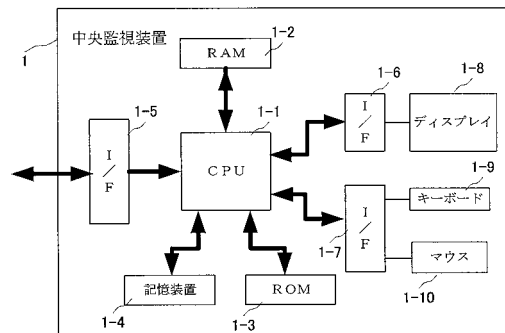 中央監視装置
1
1-2
RAM
1-6
1-8
I/F
ディスプレイ
1-5
I/F
1-1
CPU
1-9
キーボード
I/F
1-7
マウス
1-10
記憶装置
1-4
ROM
1-3